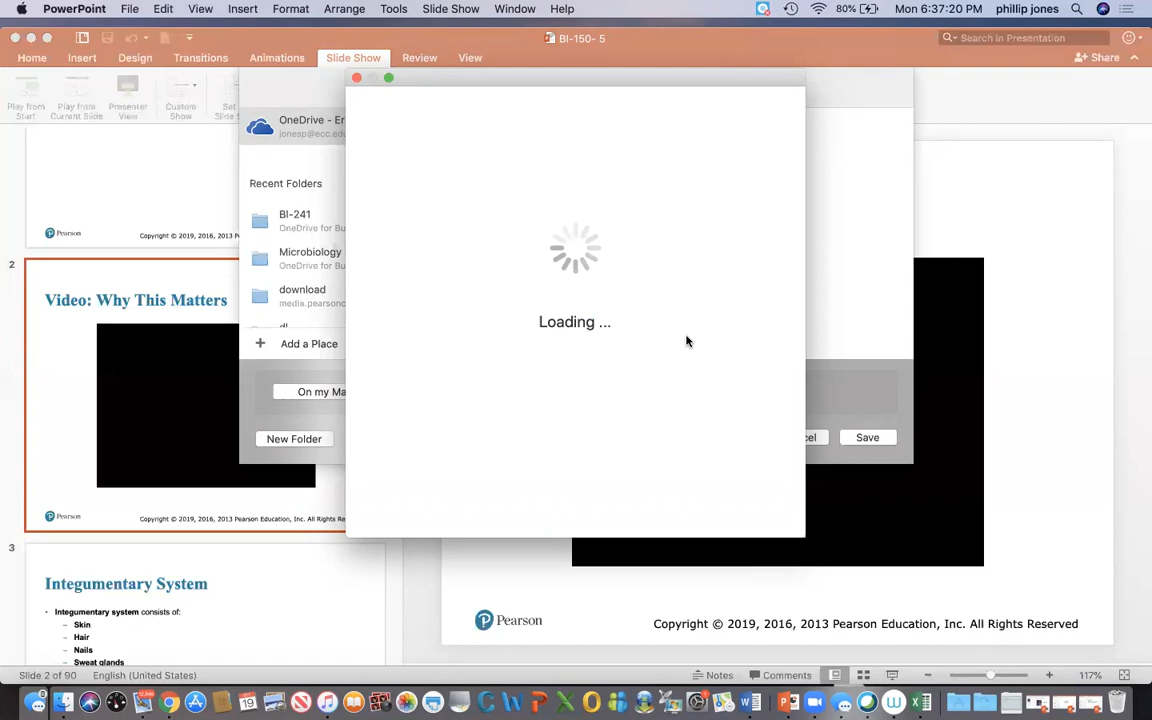 PowerPoint File Edit View Insert Format Arrange Tools Slide Show Window Help 80% Mon 6:37:20 phillip jones
BI-150- 5
Search in Presentation
Home Insert Design Transitions Animations Slide Show Review View Share
Play from Start
Play from Current Slide
Presenter View
Custom Show
Set
Slide S
OneDrive - Er
jonesp@ecc.edu
Recent Folders
BI-241
OneDrive for Bu
Microbiology
OneDrive for Bu
download
media.pearsonc
dl
+ Add a Place
On my Ma
New Folder
cel
Save
Loading ...
Pearson
Copyright © 2019, 2016, 2013 Pea
2
Video: Why This Matters
Pearson
Copyright © 2019, 2016, 2013 Pearson Education, Inc. All Rights Re
3
Integumentary System
• Integumentary system consists of:
– Skin
– Hair
– Nails
– Sweat glands
Pearson
Copyright © 2019, 2016, 2013 Pearson Education, Inc. All Rights Reserved
Slide 2 of 90 English (United States) Notes Comments 117%